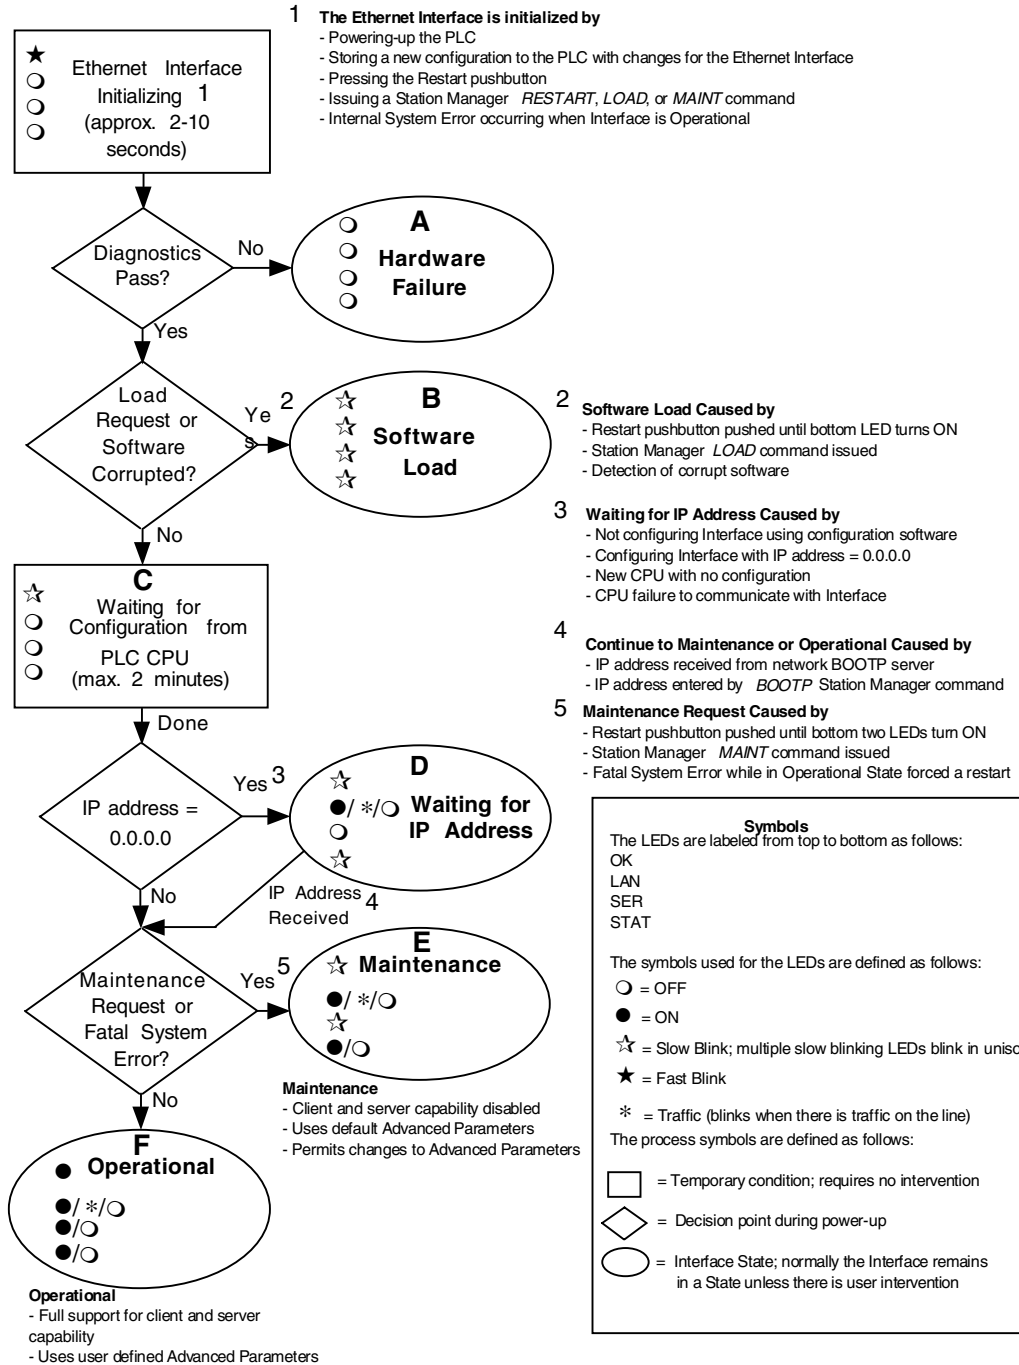 1 The Ethernet Interface is initialized by
- Powering-up the PLC
- Storing a new configuration to the PLC with changes for the Ethernet Interface
- Pressing the Restart pushbutton
- Issuing a Station Manager RESTART, LOAD, or MAINT command
- Internal System Error occurring when Interface is Operational
Ethernet Interface
Initializing 1
(approx. 2-10
seconds)
Diagnostics
Pass?
No
A
Hardware
Failure
Yes
Load
Request or
Software
Corrupted?
Ye 2
s
B
Software
Load
2 Software Load Caused by
- Restart pushbutton pushed until bottom LED turns ON
- Station Manager LOAD command issued
- Detection of corrupt software
No
3 Waiting for IP Address Caused by
- Not configuring Interface using configuration software
- Configuring Interface with IP address = 0.0.0.0
- New CPU with no configuration
- CPU failure to communicate with Interface
C
Waiting for
Configuration from
PLC CPU
(max. 2 minutes)
4 Continue to Maintenance or Operational Caused by
- IP address received from network BOOTP server
- IP address entered by BOOTP Station Manager command
Done
5 Maintenance Request Caused by
- Restart pushbutton pushed until bottom two LEDs turn ON
- Station Manager MAINT command issued
- Fatal System Error while in Operational State forced a restart
IP address =
0.0.0.0
Yes 3
D
/ */
Waiting for
IP Address
No
IP Address
Received 4
Maintenance
Request or
Fatal System
Error?
Yes 5
E
Maintenance
/ */
/
Maintenance
- Client and server capability disabled
- Uses default Advanced Parameters
- Permits changes to Advanced Parameters
No
F
Operational
/ */
/
/
Operational
- Full support for client and server
capability
- Uses user defined Advanced Parameters
Symbols
The LEDs are labeled from top to bottom as follows:
OK
LAN
SER
STAT
The symbols used for the LEDs are defined as follows:
= OFF
= ON
= Slow Blink; multiple slow blinking LEDs blink in uniso
= Fast Blink
* = Traffic (blinks when there is traffic on the line)
The process symbols are defined as follows:
= Temporary condition; requires no intervention
= Decision point during power-up
= Interface State; normally the Interface remains
in a State unless there is user intervention